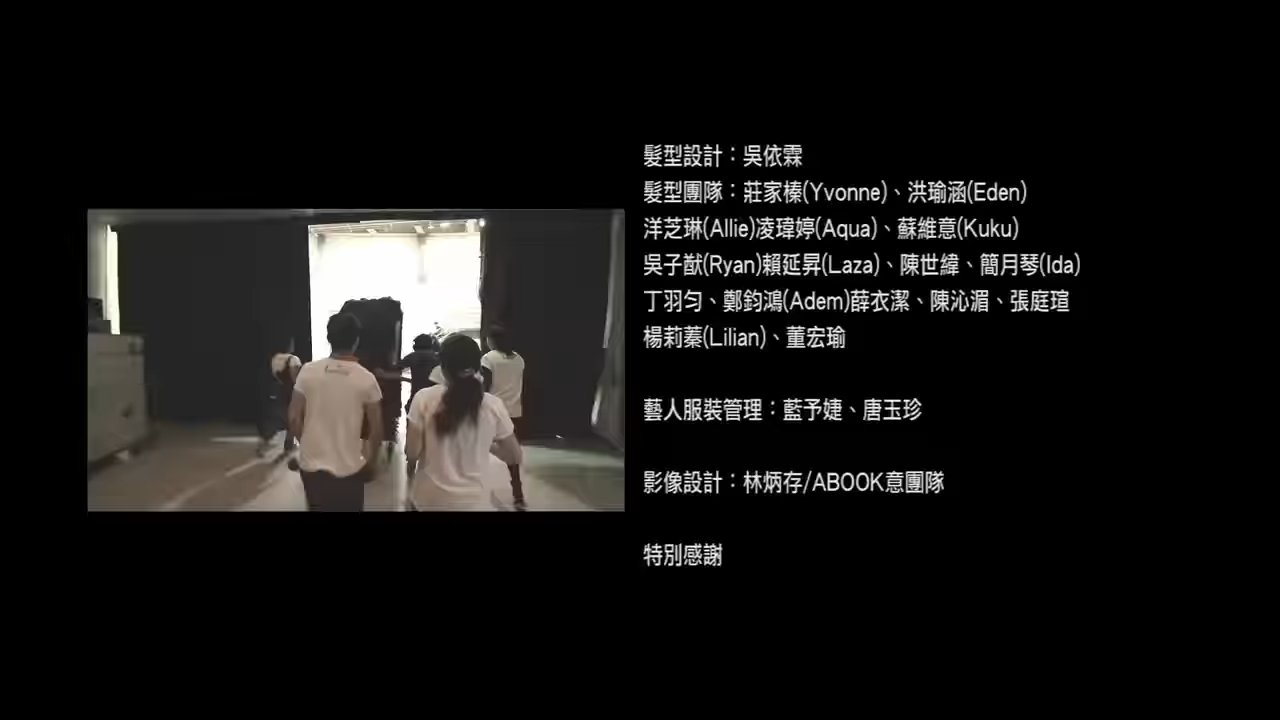 髮型設計：吳依霖
髮型團隊：莊家榛(Yvonne)、洪瑜涵(Eden)
洋芝琳(Allie)凌瑋婷(Aqua)、蘇維意(Kuku)
吳子猷(Ryan)賴延昇(Laza)、陳世緯、簡月琴(Ida)
丁羽匀、鄭鈞鴻(Adem)薛衣潔、陳沁湄、張庭瑄
楊莉蓁(Lilian)、董宏瑜
藝人服裝管理：藍予婕、唐玉珍
影像設計：林炳存/ABOOK意團隊
特別感謝